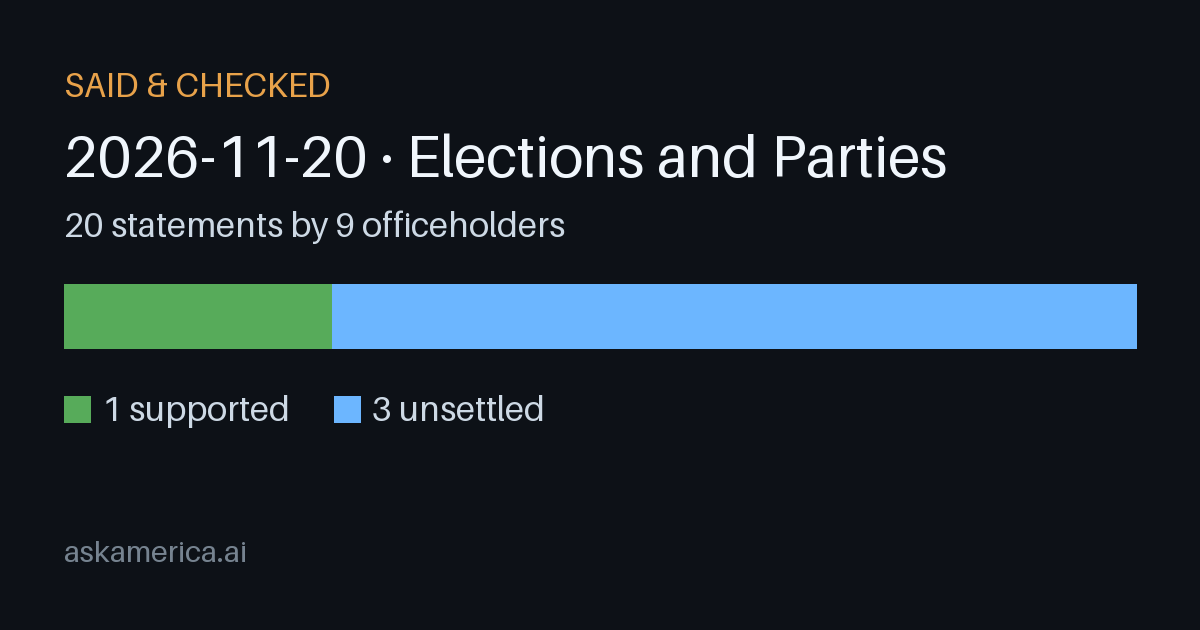 SAID & CHECKED
2026-11-20 · Elections and Parties
20 statements by 9 officeholders
1 supported
3 unsettled
askamerica.ai